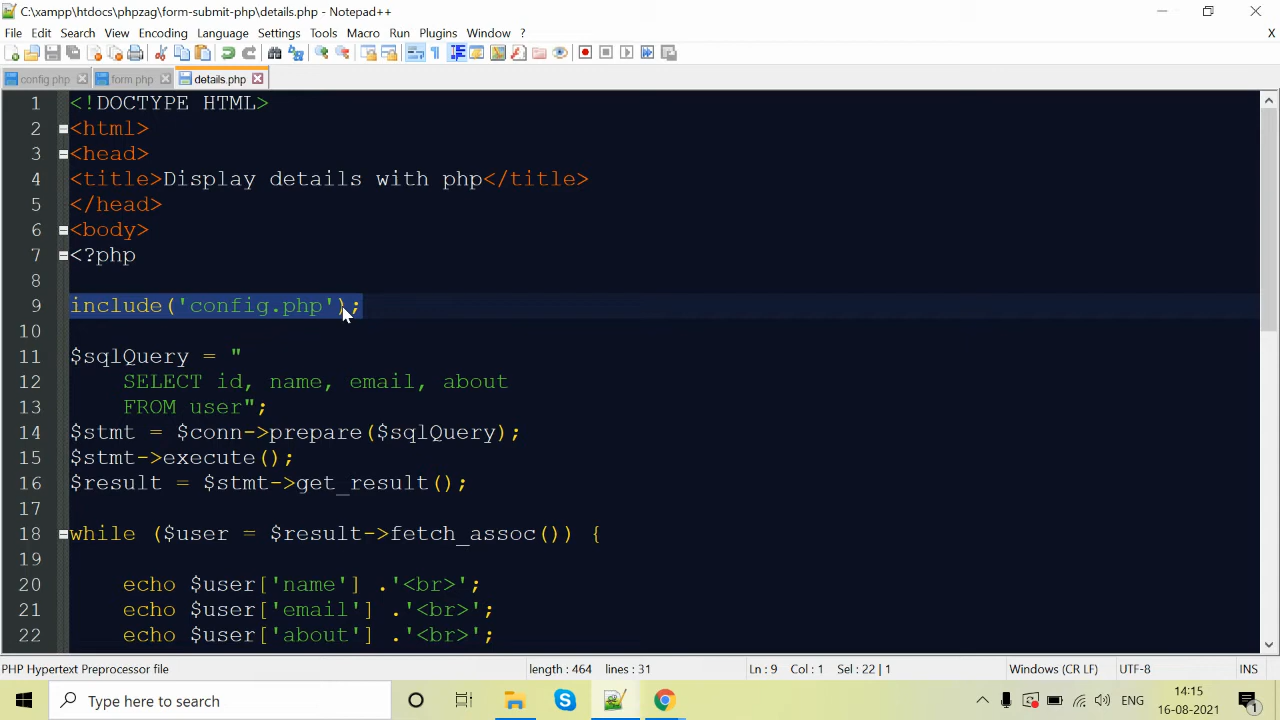 C:\xampp\htdocs\phpzag\form-submit-php\details.php - Notepad++
File Edit Search View Encoding Language Settings Tools Macro Run Plugins Window ? X
config.php form.php details.php
1 <!DOCTYPE HTML>
2 <html>
3 <head>
4 <title>Display details with php</title>
5 </head>
6 <body>
7 <?php
8
9 include('config.php');
10
11 $sqlQuery = "
12 SELECT id, name, email, about
13 FROM user";
14 $stmt = $conn->prepare($sqlQuery);
15 $stmt->execute();
16 $result = $stmt->get_result();
17
18 while ($user = $result->fetch_assoc()) {
19
20 echo $user['name'] .'<br>';
21 echo $user['email'] .'<br>';
22 echo $user['about'] .'<br>';
PHP Hypertext Preprocessor file length : 464 lines : 31 Ln : 9 Col : 1 Sel : 22 | 1 Windows (CR LF) UTF-8 INS
Type here to search ENG 14:15
16-08-2021 1